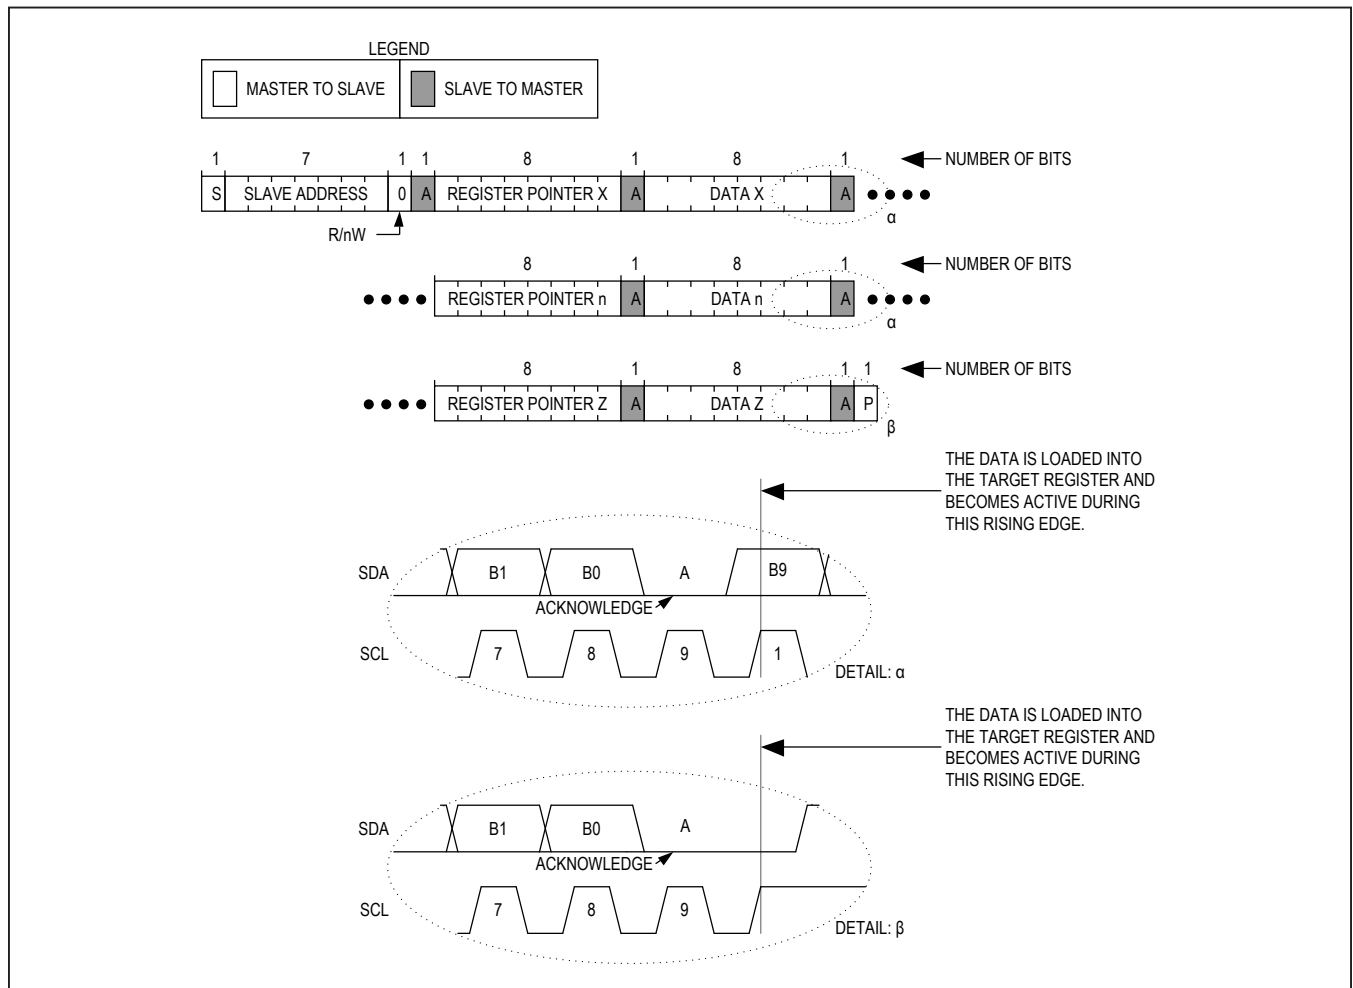 LEGEND
MASTER TO SLAVE SLAVE TO MASTER
1 7 1 1 8 1 8 1 NUMBER OF BITS
S SLAVE ADDRESS 0 A REGISTER POINTER X A DATA X A
α
R/nW
8 1 8 1 NUMBER OF BITS
REGISTER POINTER n A DATA n A
α
8 1 8 1 1 NUMBER OF BITS
REGISTER POINTER Z A DATA Z A P
β
THE DATA IS LOADED INTO
THE TARGET REGISTER AND
BECOMES ACTIVE DURING
THIS RISING EDGE.
SDA B1 B0 A B9
ACKNOWLEDGE
SCL 7 8 9 1
DETAIL: α
THE DATA IS LOADED INTO
THE TARGET REGISTER AND
BECOMES ACTIVE DURING
THIS RISING EDGE.
SDA B1 B0 A
ACKNOWLEDGE
SCL 7 8 9
DETAIL: β